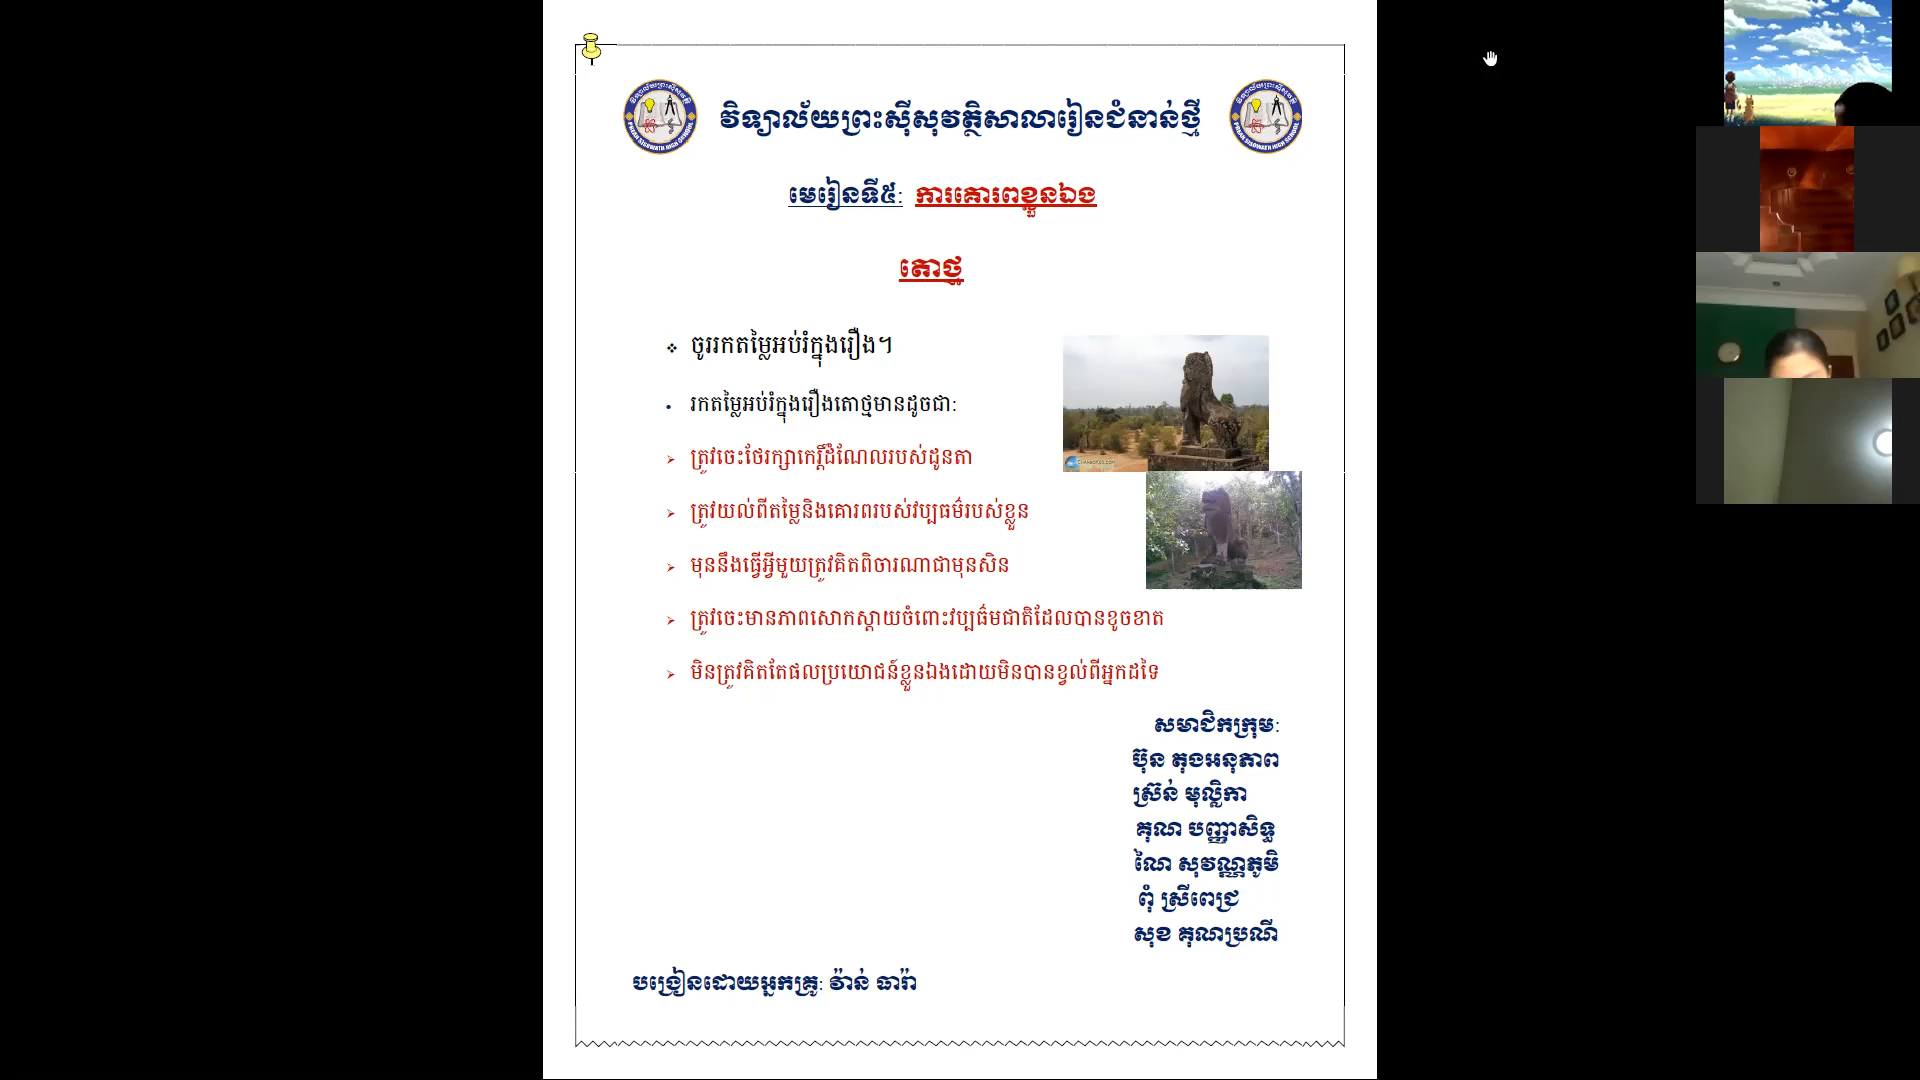 វិទ្យាល័យព្រះស៊ីសុវត្ថិសាលារៀនជំនាន់ថ្មី
មេរៀនទី៥: ការគោរពខ្លួនឯង
តោថ្ម
ចូររកតម្លៃអប់រំក្នុងរឿង។
រកតម្លៃអប់រំក្នុងរឿងតោថ្មមានដូចជា:
ត្រូវចេះថែរក្សាកេរ្តិ៍ដំណែលរបស់ដូនតា
ត្រូវយល់ពីតម្លៃនិងគោរពរបស់វប្បធម៌របស់ខ្លួន
មុននឹងធ្វើអ្វីមួយត្រូវគិតពិចារណាជាមុនសិន
ត្រូវចេះមានភាពសោកស្តាយចំពោះវប្បធ៌មជាតិដែលបានខូចខាត
មិនត្រូវគិតតែផលប្រយោជន៍ខ្លួនឯងដោយមិនបានខ្វល់ពីអ្នកដទៃ
សមាជិកក្រុម:
ប៊ុន តុងអនុភាព
ស្រ៊ន់ មុល្លិកា
គុណ បញ្ញាសិទ្ធ
ណៃ សុវណ្ណភូមិ
ពុំ ស្រីពេជ្រ
សុខ គុណប្រណី
បង្រៀនដោយអ្នកគ្រូ: វ៉ាន់ ធារ៉ា